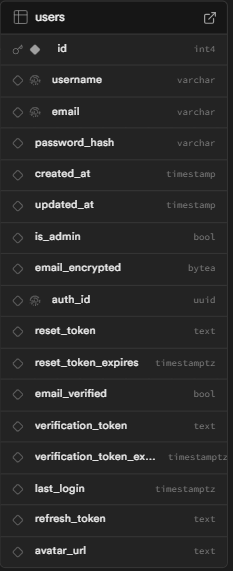 users
id int4
username varchar
email varchar
password_hash varchar
created_at timestamp
updated_at timestamp
is_admin bool
email_encrypted bytea
auth_id uuid
reset_token text
reset_token_expires timestamptz
email_verified bool
verification_token text
verification_token_ex... timestamptz
last_login timestamptz
refresh_token text
avatar_url text